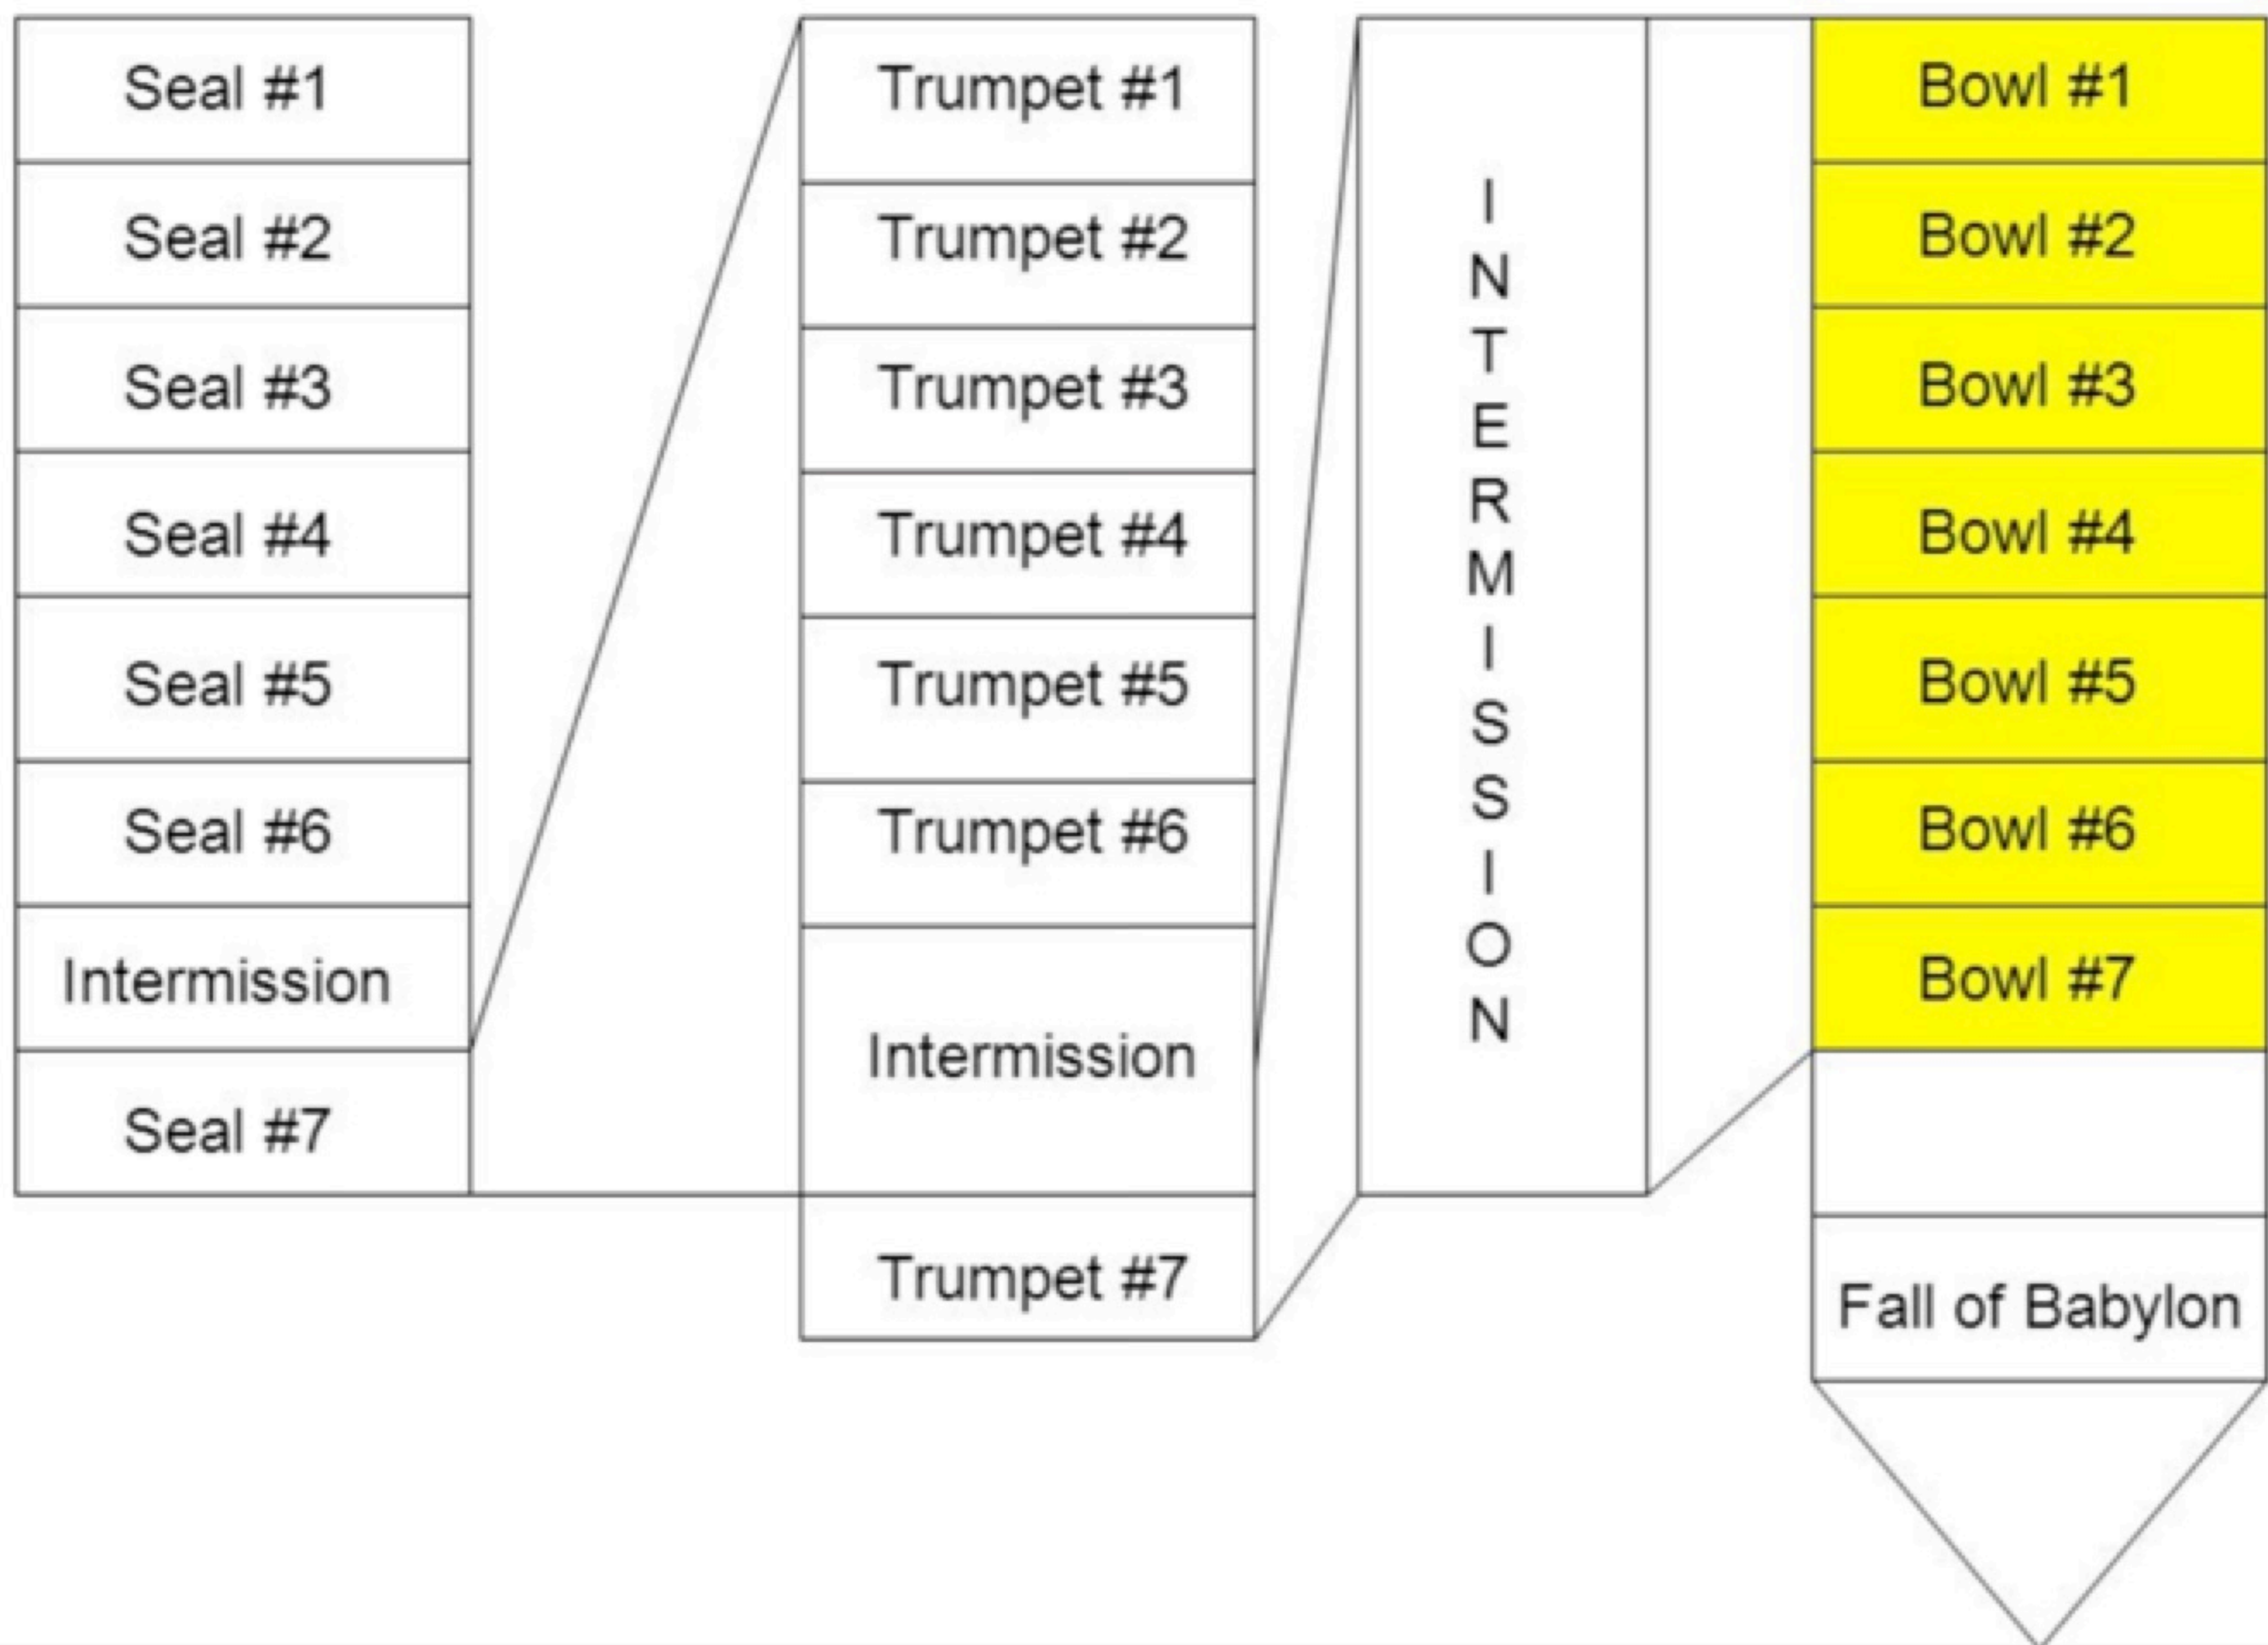 Seal #1
Seal #2
Seal #3
Seal #4
Seal #5
Seal #6
Intermission
Seal #7
Trumpet #1
Trumpet #2
Trumpet #3
Trumpet #4
Trumpet #5
Trumpet #6
Intermission
Trumpet #7
INTERMISSION
Bowl #1
Bowl #2
Bowl #3
Bowl #4
Bowl #5
Bowl #6
Bowl #7
Fall of Babylon